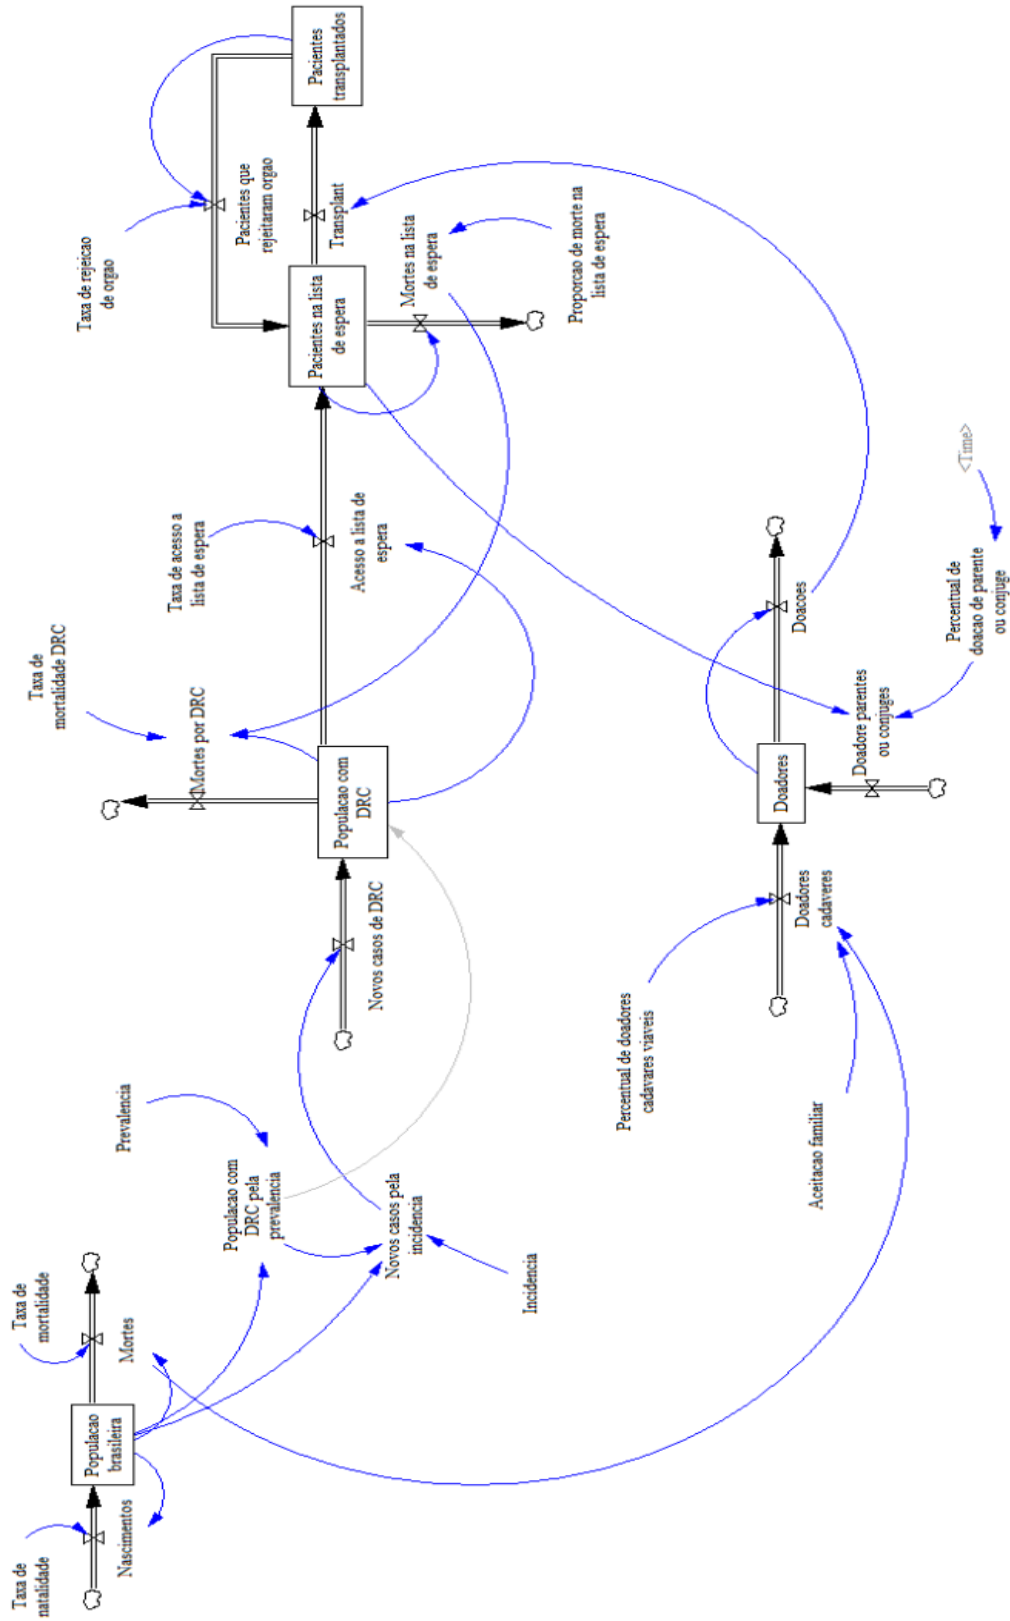 Taxa de
natalidade
Nascimentos
Populacao
brasileira
Taxa de
mortalidade
Mortes
Populacao com
DRC pela
prevalencia
Prevalencia
Novos casos pela
incidencia
Incidencia
Novos casos de DRC
Populacao com
DRC
Mortes por DRC
Taxa de
mortalidade DRC
Taxa de acesso a
lista de espera
Acesso a lista de
espera
Pacientes na lista
de espera
Mortes na lista
de espera
Proporcao de morte na
lista de espera
Transplant
Pacientes que
rejeitaram orgao
Taxa de rejeicao
de orgao
Pacientes
transplantados
Aceitacao familiar
Percentual de doadores
cadavares viaveis
Doadores
cadaveres
Doadores
Doadore parentes
ou conjuges
Doacoes
Percentual de
doacao de parente
ou conjuge
<Time>